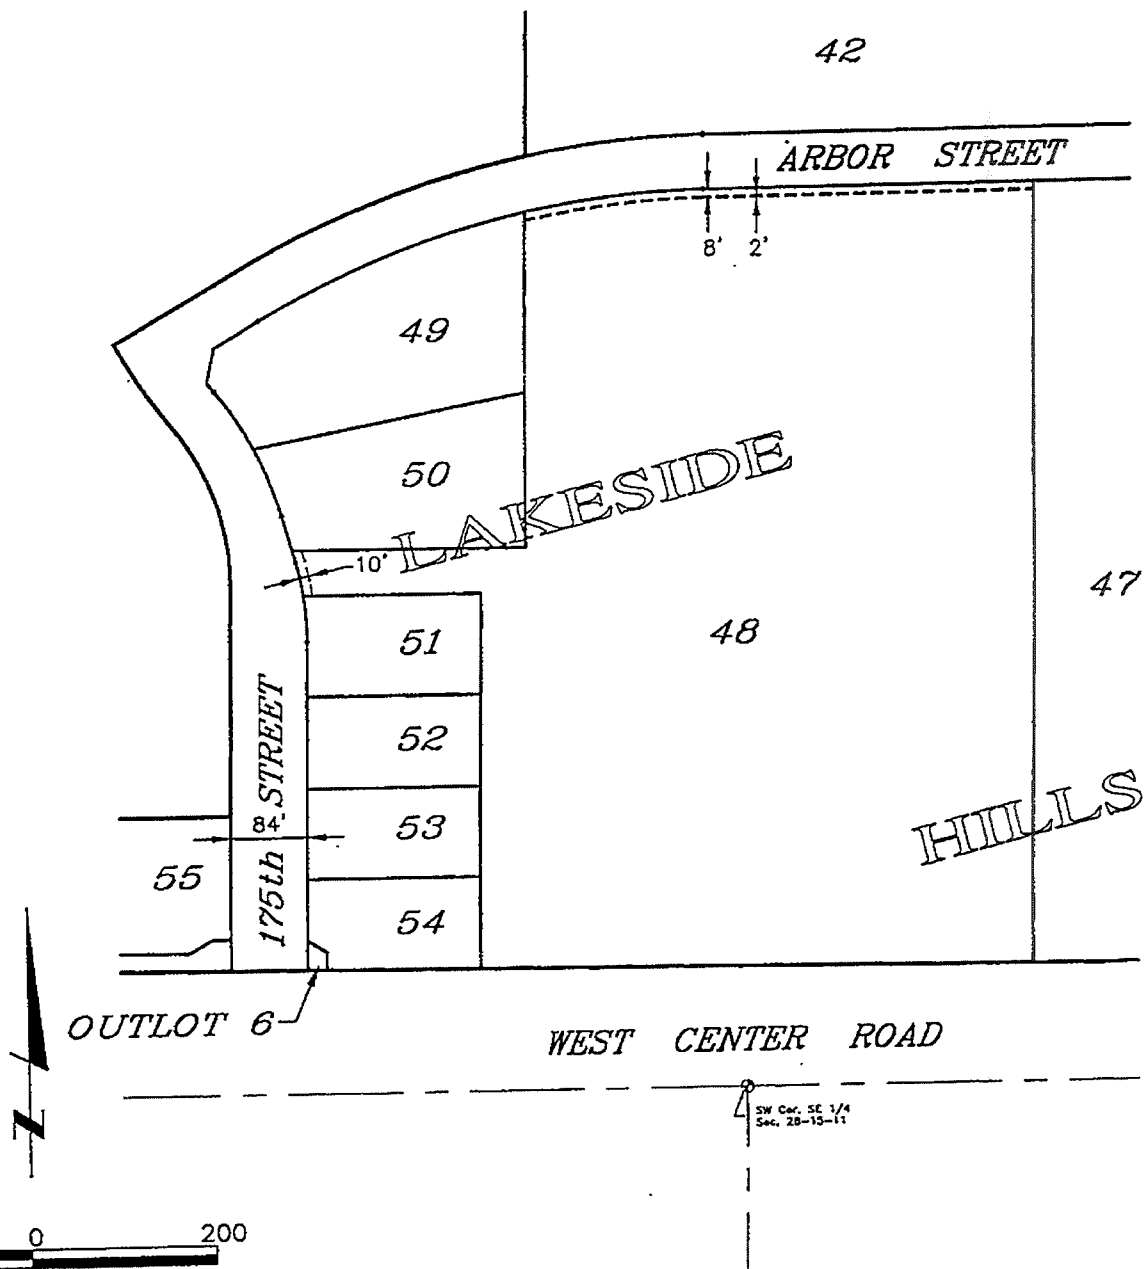 42
ARBOR STREET
8' 2'
49
50
LAKESIDE
10'
51
48
47
52
175th STREET
84'
53
HILLS
55
54
OUTLOT 6
WEST CENTER ROAD
SW Cor. SE 1/4
Sec. 28-15-11
N
0 200